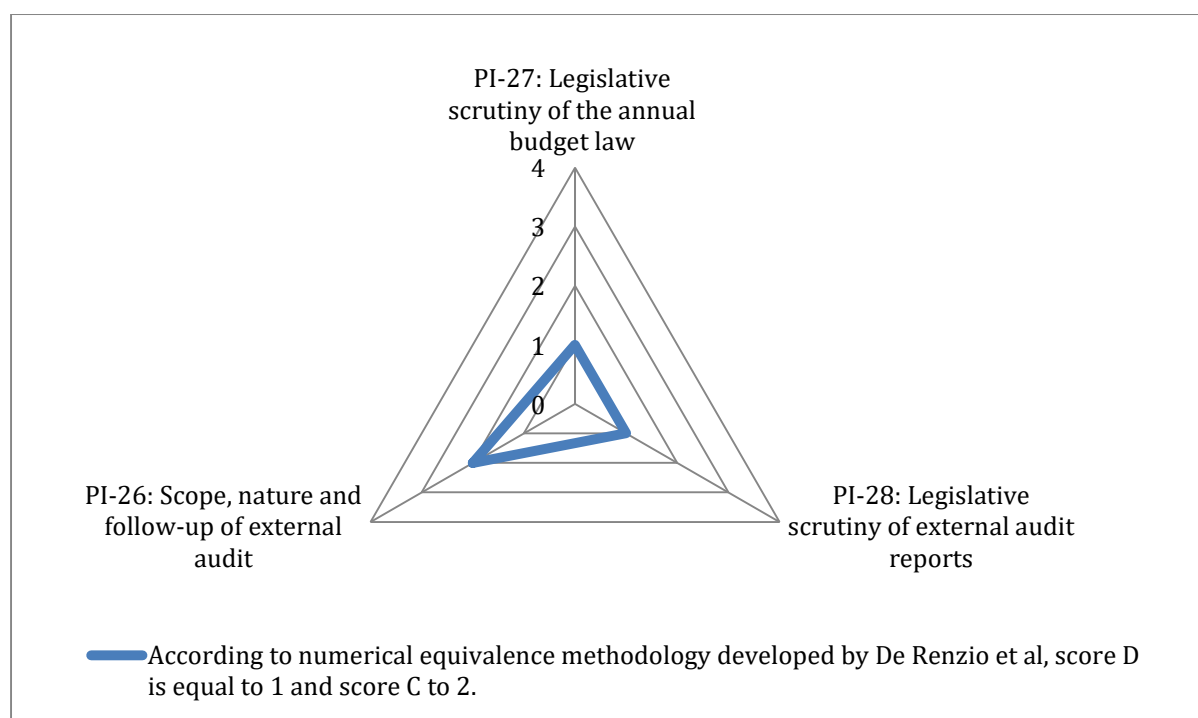 PI-27: Legislative
scrutiny of the annual
budget law
4
3
2
1
0
PI-26: Scope, nature and
follow-up of external
audit
PI-28: Legislative
scrutiny of external audit
reports
According to numerical equivalence methodology developed by De Renzio et al, score D
is equal to 1 and score C to 2.